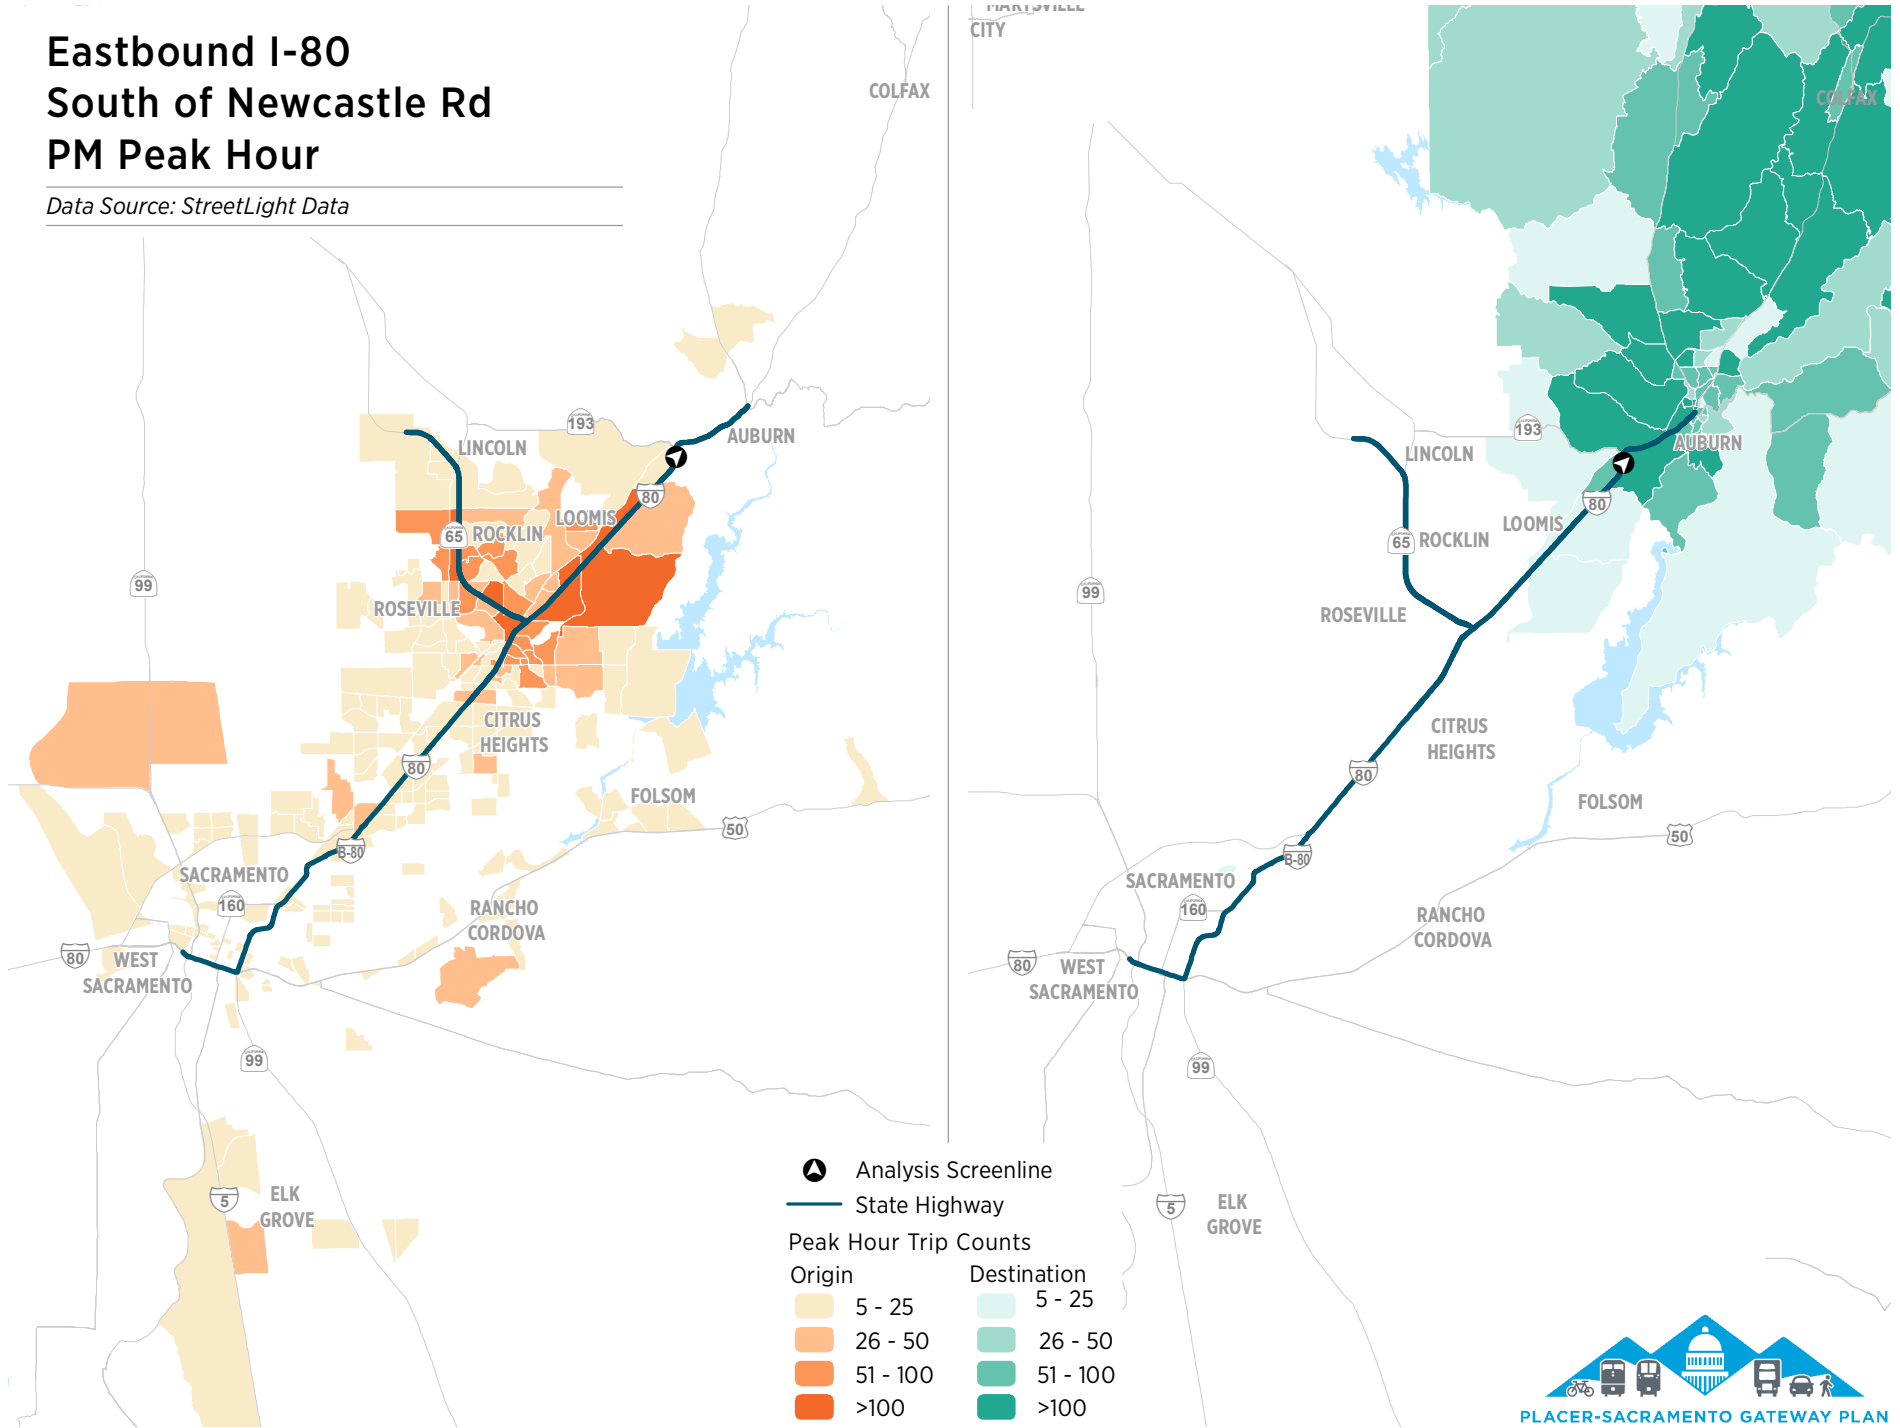 Eastbound I-80
South of Newcastle Rd
PM Peak Hour
Data Source: StreetLight Data
COLFAX
193
LINCOLN
AUBURN
80
LOOMIS
65
ROCKLIN
99
ROSEVILLE
CITRUS
HEIGHTS
80
FOLSOM
50
B-80
SACRAMENTO
160
RANCHO
CORDOVA
80
WEST
SACRAMENTO
99
5
ELK
GROVE
MARYSVILLE
CITY
COLFAX
193
LINCOLN
AUBURN
80
LOOMIS
65
ROCKLIN
99
ROSEVILLE
CITRUS
HEIGHTS
80
FOLSOM
50
B-80
SACRAMENTO
160
RANCHO
CORDOVA
80
WEST
SACRAMENTO
99
5
ELK
GROVE
Analysis Screenline
State Highway
Peak Hour Trip Counts
Origin
5 - 25
26 - 50
51 - 100
>100
Destination
5 - 25
26 - 50
51 - 100
>100
PLACER-SACRAMENTO GATEWAY PLAN